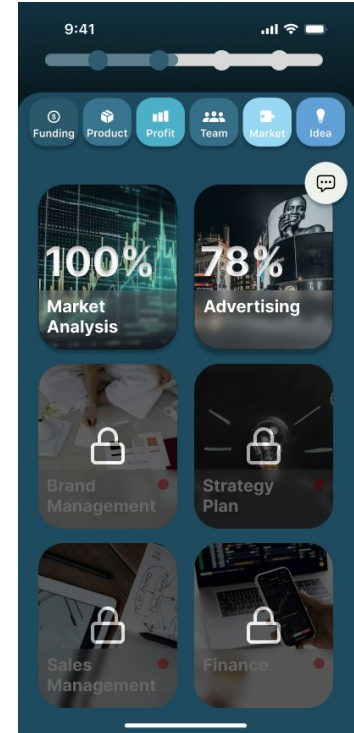 9:41
Funding Product Profit Team Market Idea
100%
Market
Analysis
78%
Advertising
Brand
Management
Strategy
Plan
Sales
Management
Finance